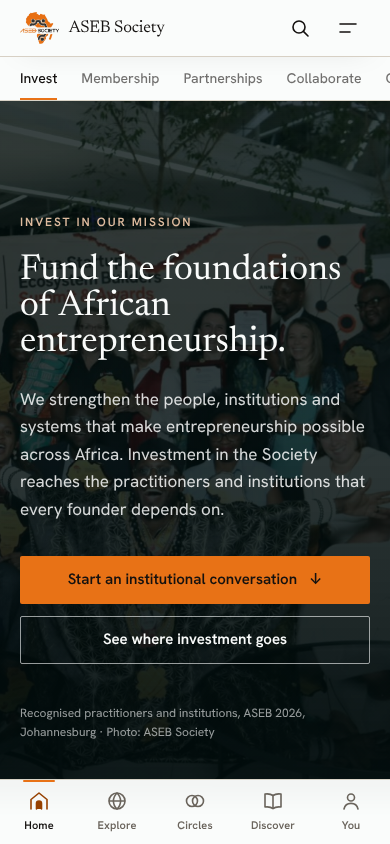 ASEB SOCIETY
ASEB Society
Invest Membership Partnerships Collaborate
INVEST IN OUR MISSION
Fund the foundations
of African
entrepreneurship.
We strengthen the people, institutions and
systems that make entrepreneurship possible
across Africa. Investment in the Society
reaches the practitioners and institutions that
every founder depends on.
Start an institutional conversation ↓
See where investment goes
Recognised practitioners and institutions, ASEB 2026,
Johannesburg · Photo: ASEB Society
Home Explore Circles Discover You